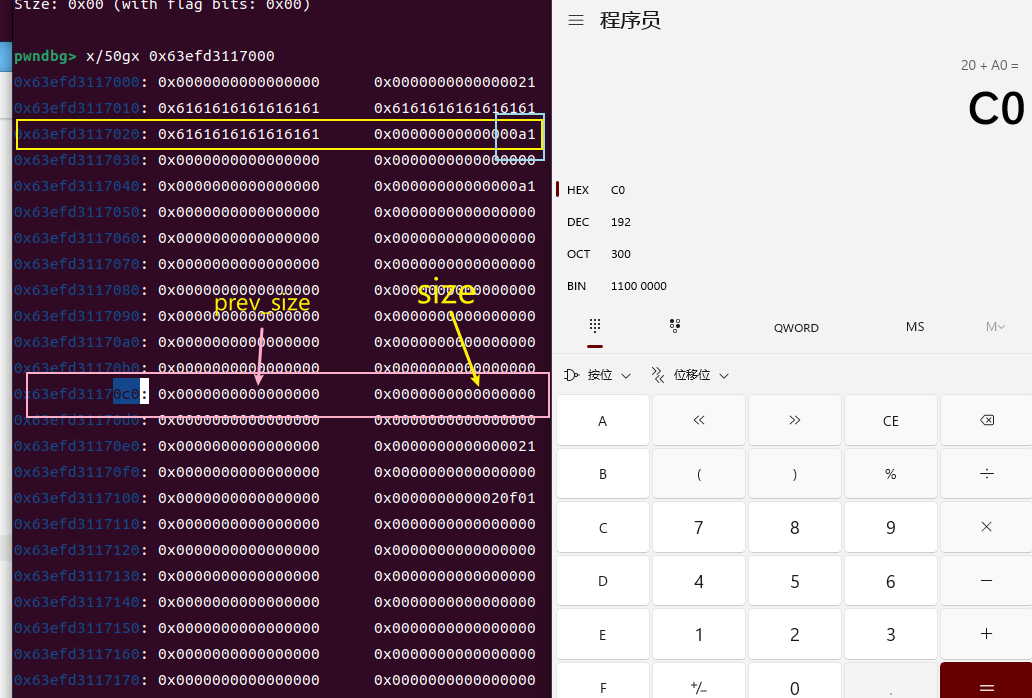 Size: 0x00 (with flag bits: 0x00)
pwndbg> x/50gx 0x63efd3117000
0x63efd3117000: 0x0000000000000000 0x0000000000000021
0x63efd3117010: 0x6161616161616161 0x6161616161616161
0x63efd3117020: 0x6161616161616161 0x00000000000000a1
0x63efd3117030: 0x0000000000000000 0x0000000000000000
0x63efd3117040: 0x0000000000000000 0x00000000000000a1
0x63efd3117050: 0x0000000000000000 0x0000000000000000
0x63efd3117060: 0x0000000000000000 0x0000000000000000
0x63efd3117070: 0x0000000000000000 0x0000000000000000
0x63efd3117080: 0x0000000000000000 0x0000000000000000
prev_size size
0x63efd3117090: 0x0000000000000000 0x0000000000000000
0x63efd31170a0: 0x0000000000000000 0x0000000000000000
0x63efd31170b0: 0x0000000000000000 0x0000000000000000
0x63efd31170c0: 0x0000000000000000 0x0000000000000000
0x63efd31170d0: 0x0000000000000000 0x0000000000000000
0x63efd31170e0: 0x0000000000000000 0x0000000000000021
0x63efd31170f0: 0x0000000000000000 0x0000000000000000
0x63efd3117100: 0x0000000000000000 0x0000000000020f01
0x63efd3117110: 0x0000000000000000 0x0000000000000000
0x63efd3117120: 0x0000000000000000 0x0000000000000000
0x63efd3117130: 0x0000000000000000 0x0000000000000000
0x63efd3117140: 0x0000000000000000 0x0000000000000000
0x63efd3117150: 0x0000000000000000 0x0000000000000000
0x63efd3117160: 0x0000000000000000 0x0000000000000000
0x63efd3117170: 0x0000000000000000 0x0000000000000000
程序员
20 + A0 =
C0
HEX C0
DEC 192
OCT 300
BIN 1100 0000
QWORD MS M
按位 位移位
A << >> CE
B ( ) % ÷
C 7 8 9 ×
D 4 5 6 −
E 1 2 3 +
F +/− 0 . =